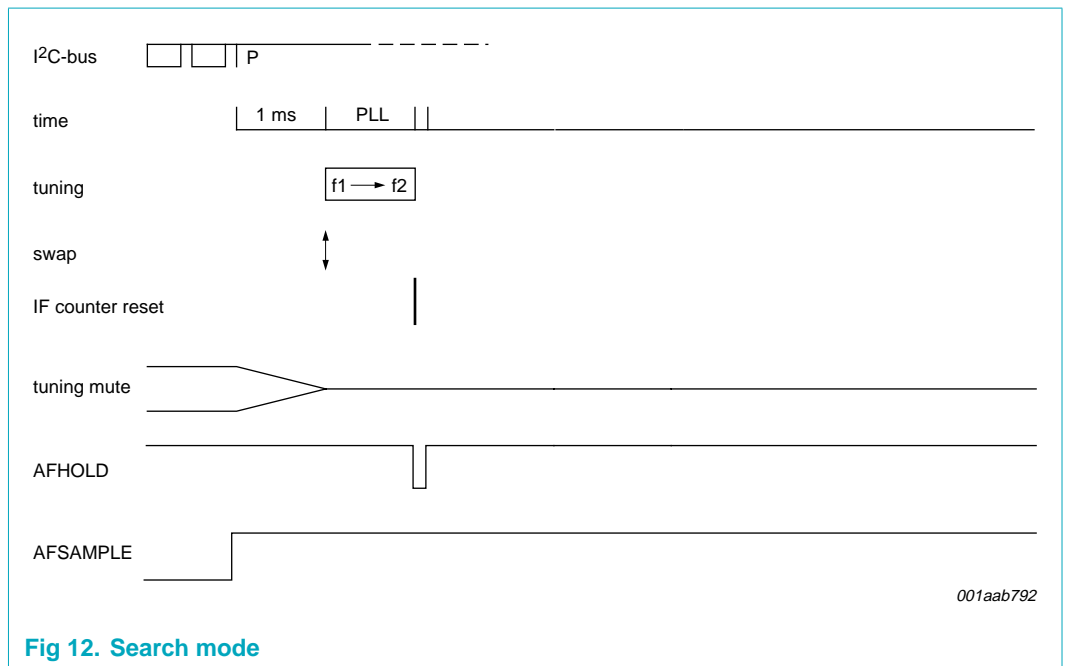 I²C-bus
P
time
1 ms
PLL
tuning
f1 → f2
swap
IF counter reset
tuning mute
AFHOLD
AFSAMPLE
001aab792
Fig 12. Search mode